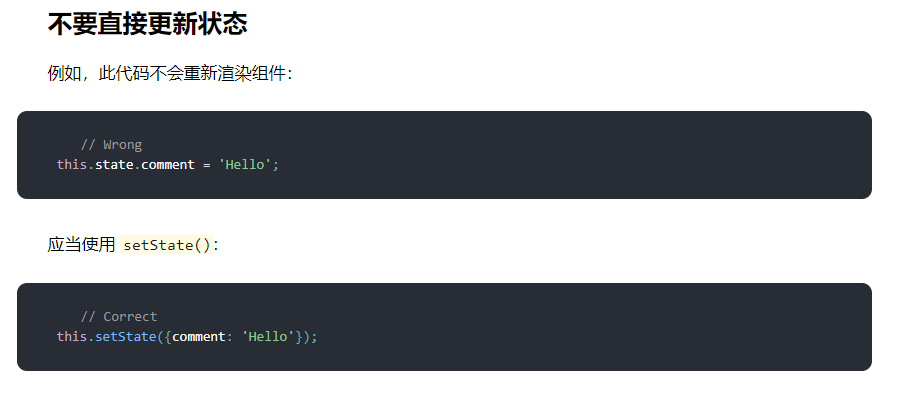 不要直接更新状态
例如，此代码不会重新渲染组件：
// Wrong
this.state.comment = 'Hello';
应当使用 setState()：
// Correct
this.setState({comment: 'Hello'});